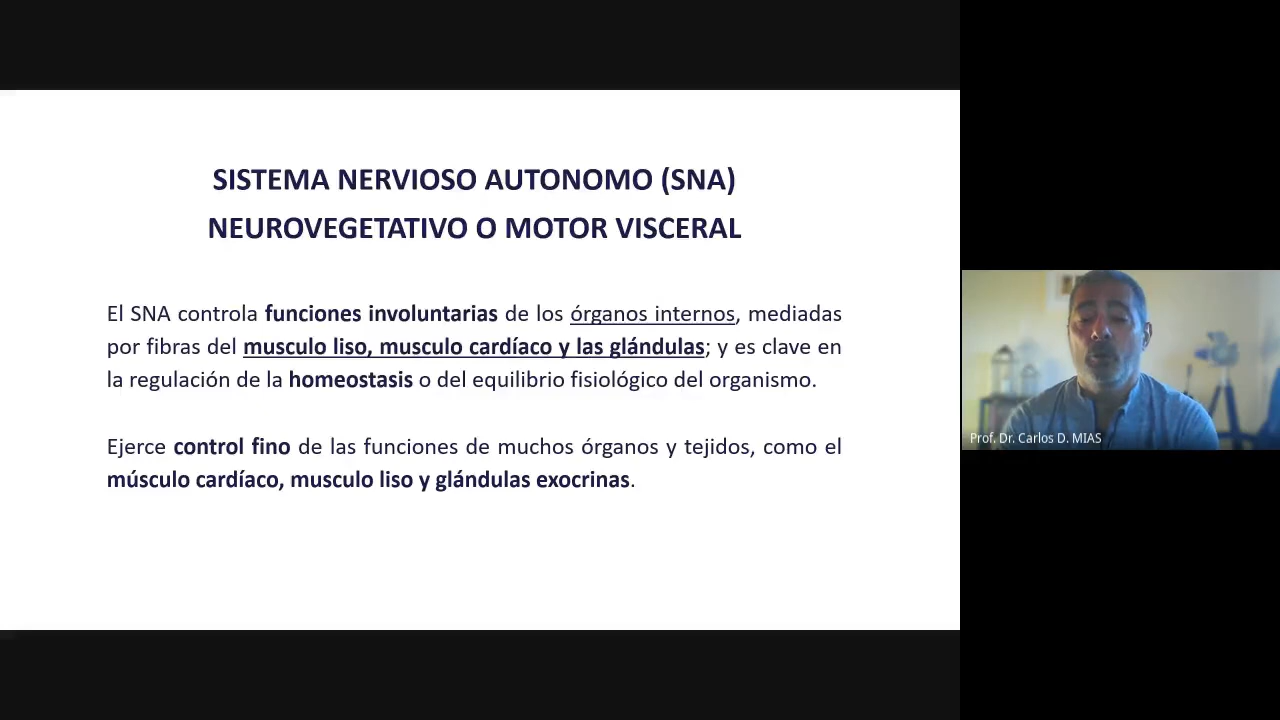 SISTEMA NERVIOSO AUTONOMO (SNA)
NEUROVEGETATIVO O MOTOR VISCERAL
El SNA controla funciones involuntarias de los órganos internos, mediadas
por fibras del musculo liso, musculo cardíaco y las glándulas; y es clave en
la regulación de la homeostasis o del equilibrio fisiológico del organismo.
Ejerce control fino de las funciones de muchos órganos y tejidos, como el
músculo cardíaco, musculo liso y glándulas exocrinas.
Prof. Dr. Carlos D. MIAS